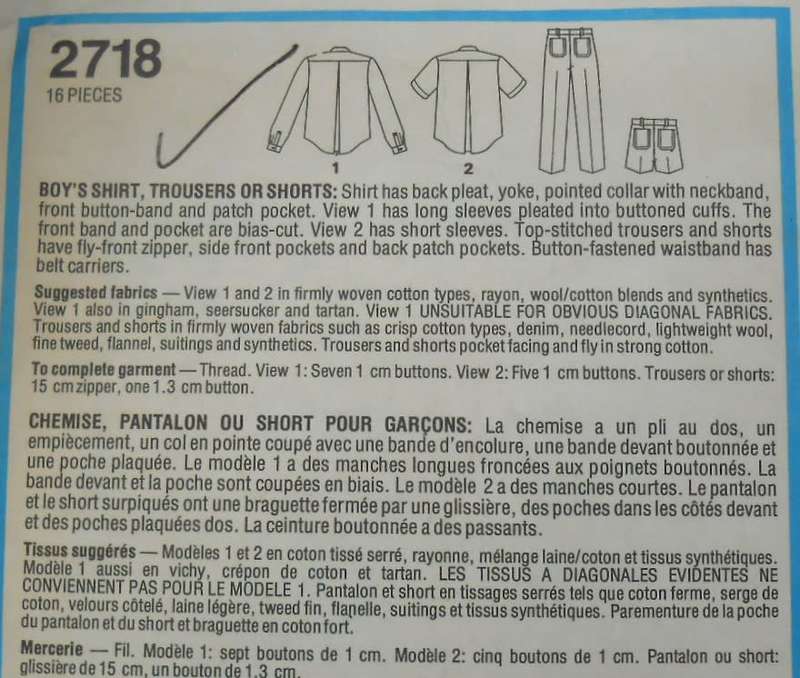 2718
16 PIECES
1
2
BOY'S SHIRT, TROUSERS OR SHORTS: Shirt has back pleat, yoke, pointed collar with neckband,
front button-band and patch pocket. View 1 has long sleeves pleated into buttoned cuffs. The
front band and pocket are bias-cut. View 2 has short sleeves. Top-stitched trousers and shorts
have fly-front zipper, side front pockets and back patch pockets. Button-fastened waistband has
belt carriers.
Suggested fabrics — View 1 and 2 in firmly woven cotton types, rayon, wool/cotton blends and synthetics.
View 1 also in gingham, seersucker and tartan. View 1 UNSUITABLE FOR OBVIOUS DIAGONAL FABRICS.
Trousers and shorts in firmly woven fabrics such as crisp cotton types, denim, needlecord, lightweight wool,
fine tweed, flannel, suitings and synthetics. Trousers and shorts pocket facing and fly in strong cotton.
To complete garment — Thread. View 1: Seven 1 cm buttons. View 2: Five 1 cm buttons. Trousers or shorts:
15 cm zipper, one 1.3 cm button.
CHEMISE, PANTALON OU SHORT POUR GARÇONS: La chemise a un pli au dos, un
empiècement, un col en pointe coupé avec une bande d'encolure, une bande devant boutonnée et
une poche plaquée. Le modèle 1 a des manches longues froncées aux poignets boutonnés. La
bande devant et la poche sont coupées en biais. Le modèle 2 a des manches courtes. Le pantalon
et le short surpiqués ont une braguette fermée par une glissière, des poches dans les côtés devant
et des poches plaquées dos. La ceinture boutonnée a des passants.
Tissus suggérés — Modèles 1 et 2 en coton tissé serré, rayonne, mélange laine/coton et tissus synthétiques.
Modèle 1 aussi en vichy, crépon de coton et tartan. LES TISSUS A DIAGONALES EVIDENTES NE
CONVIENNENT PAS POUR LE MODELE 1. Pantalon et short en tissages serrés tels que coton ferme, serge de
coton, velours côtelé, laine légère, tweed fin, flanelle, suitings et tissus synthétiques. Parementure de la poche
du pantalon et du short et braguette en coton fort.
Mercerie — Fil. Modèle 1: sept boutons de 1 cm. Modèle 2: cinq boutons de 1 cm. Pantalon ou short:
glissière de 15 cm, un bouton de 1.3 cm.